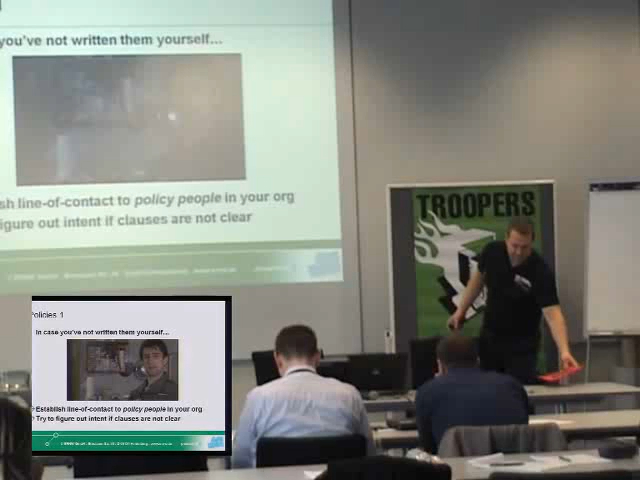 you've not written them yourself...
sh line-of-contact to policy people in your org
figure out intent if clauses are not clear
TROOPERS
Policies 1
In case you've not written them yourself...
Establish line-of-contact to policy people in your org
Try to figure out intent if clauses are not clear